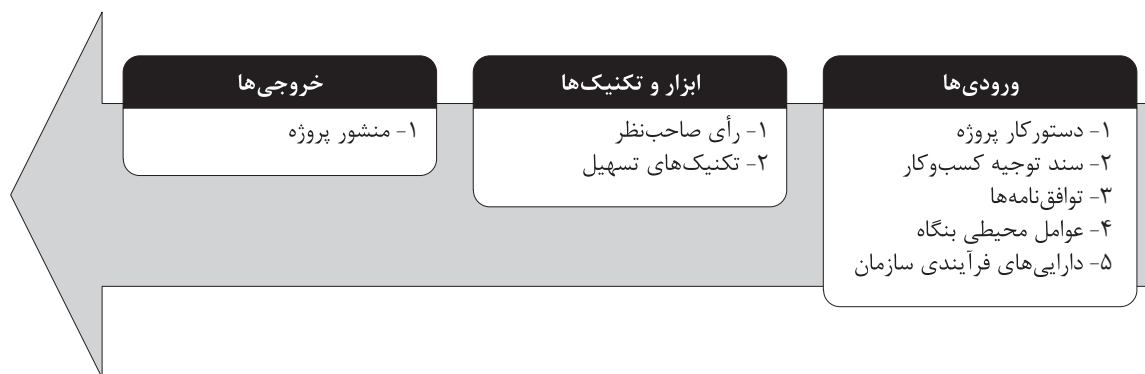 ورودی‌ها
۱- دستورکار پروژه
۲- سند توجیه کسب‌وکار
۳- توافق‌نامه‌ها
۴- عوامل محیطی بنگاه
۵- دارایی‌های فرآیندی سازمان
ابزار و تکنیک‌ها
۱- رأی صاحب‌نظر
۲- تکنیک‌های تسهیل
خروجی‌ها
۱- منشور پروژه